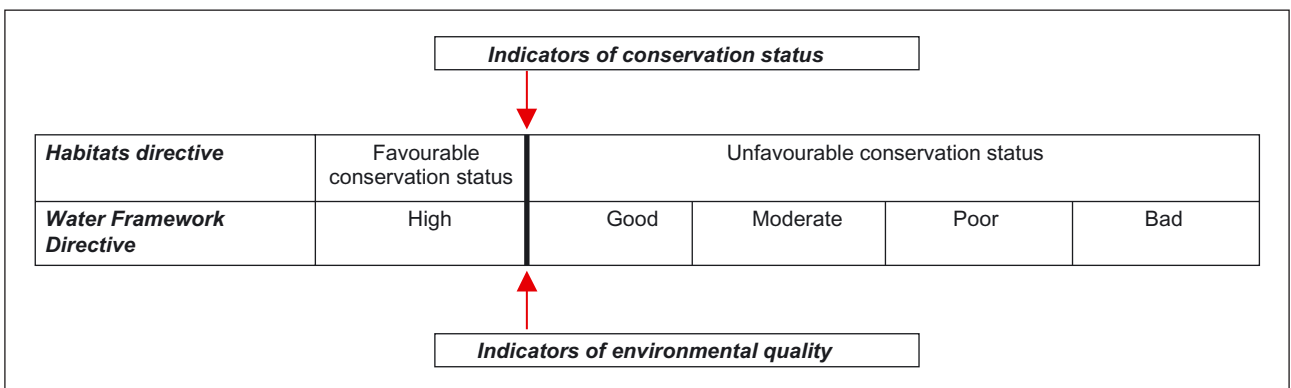 Indicators of conservation status
Habitats directive
Favourable
conservation status
Unfavourable conservation status
Water Framework
Directive
High
Good
Moderate
Poor
Bad
Indicators of environmental quality